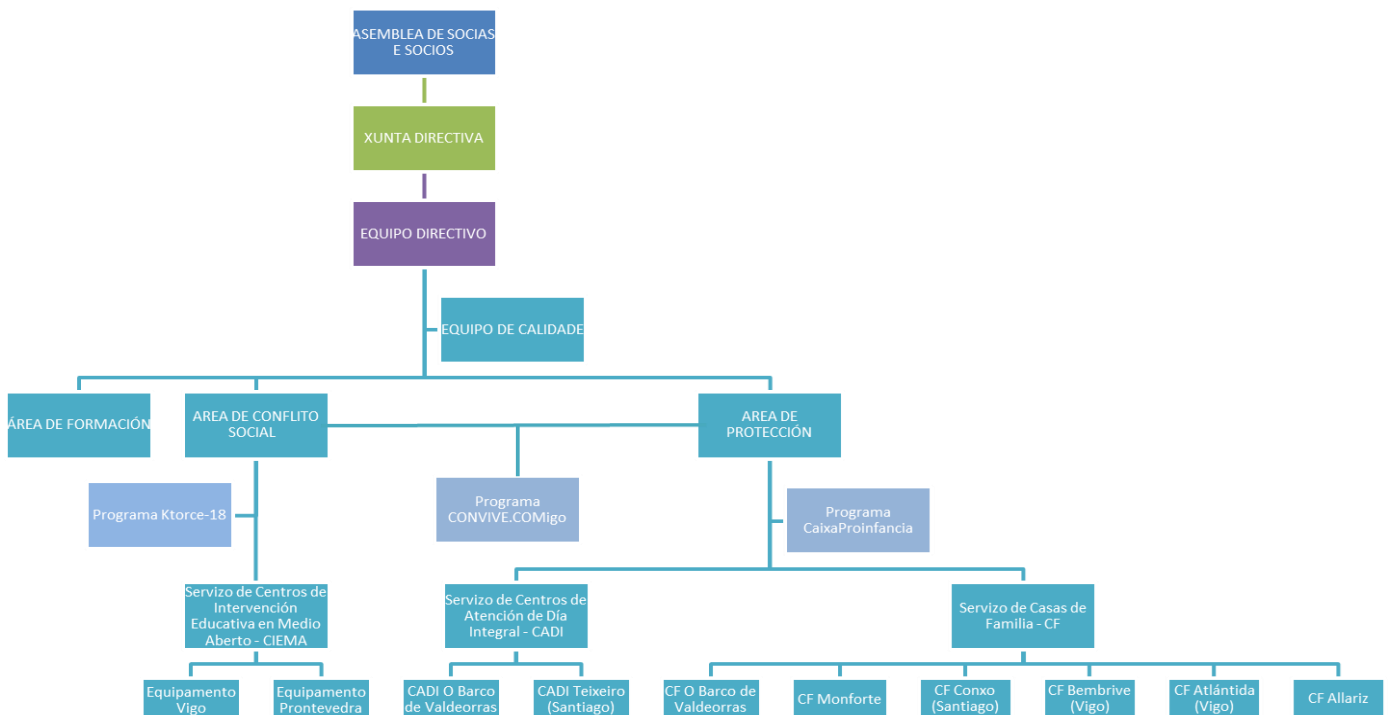 ASEMBLEA DE SOCIAS
E SOCIOS
XUNTA DIRECTIVA
EQUIPO DIRECTIVO
EQUIPO DE CALIDADE
ÁREA DE FORMACIÓN
AREA DE CONFLITO
SOCIAL
AREA DE
PROTECCIÓN
Programa Ktorce-18
Programa
CONVIVE.COMigo
Programa
CaixaProinfancia
Servizo de Centros de
Intervención
Educativa en Medio
Aberto - CIEMA
Servizo de Centros de
Atención de Día
Integral - CADI
Servizo de Casas de
Familia - CF
Equipamento
Vigo
Equipamento
Prontevedra
CADI O Barco
de Valdeorras
CADI Teixeiro
(Santiago)
CF O Barco de
Valdeorras
CF Monforte
CF Conxo
(Santiago)
CF Bembrive
(Vigo)
CF Atlántida
(Vigo)
CF Allariz